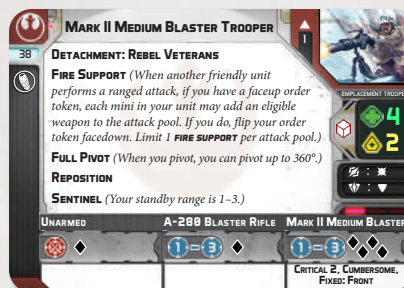 MARK II MEDIUM BLASTER TROOPER
1
38
DETACHMENT: REBEL VETERANS
FIRE SUPPORT (When another friendly unit
performs a ranged attack, if you have a faceup order
token, each mini in your unit may add an eligible
weapon to the attack pool. If you do, flip your order
token facedown. Limit 1 FIRE SUPPORT per attack pool.)
FULL PIVOT (When you pivot, you can pivot up to 360°.)
REPOSITION
SENTINEL (Your standby range is 1–3.)
EMPLACEMENT TROOPER
4
2
UNARMED
A-280 BLASTER RIFLE
MARK II MEDIUM BLASTER
1-3
1-3
CRITICAL 2, CUMBERSOME,
FIXED: FRONT